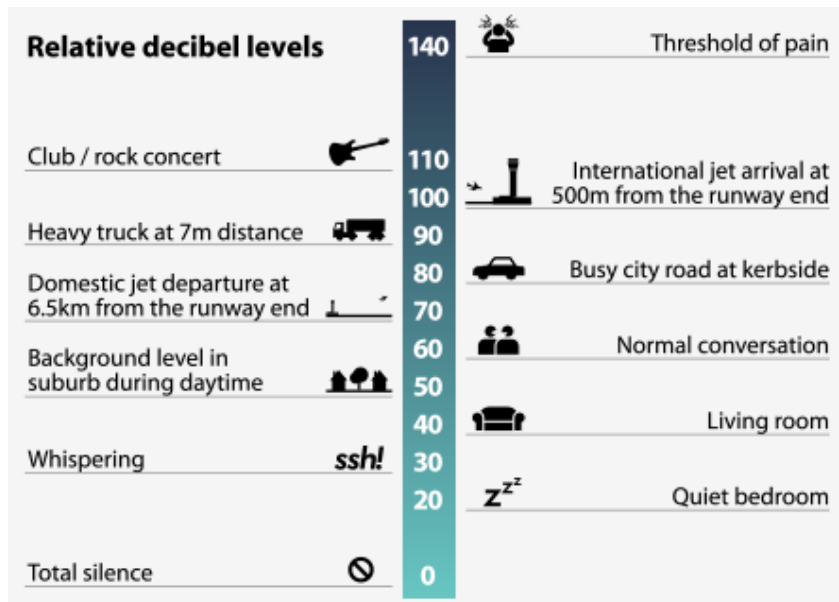 Relative decibel levels
140
Threshold of pain
Club / rock concert
110
International jet arrival at
500m from the runway end
100
Heavy truck at 7m distance
90
80
Busy city road at kerbside
Domestic jet departure at
6.5km from the runway end
70
60
Normal conversation
Background level in
suburb during daytime
50
40
Living room
Whispering
ssh!
30
20
zzz
Quiet bedroom
Total silence
0